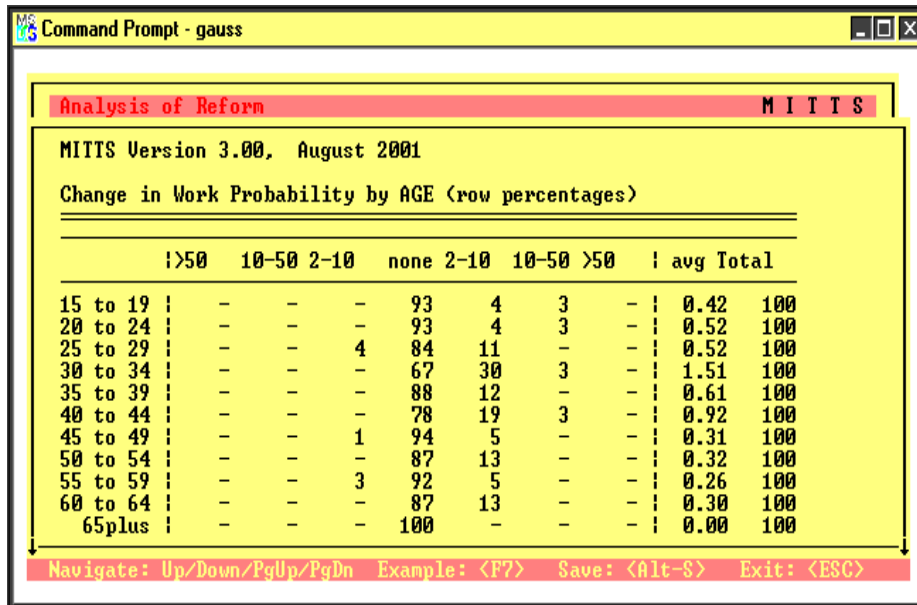 Command Prompt - gauss
Analysis of Reform M I T T S
MITTS Version 3.00, August 2001
Change in Work Probability by AGE (row percentages)
¦>50 10-50 2-10 none 2-10 10-50 >50 ¦ avg Total
15 to 19 ¦ - - - 93 4 3 - ¦ 0.42 100
20 to 24 ¦ - - - 93 4 3 - ¦ 0.52 100
25 to 29 ¦ - - 4 84 11 - - ¦ 0.52 100
30 to 34 ¦ - - - 67 30 3 - ¦ 1.51 100
35 to 39 ¦ - - - 88 12 - - ¦ 0.61 100
40 to 44 ¦ - - - 78 19 3 - ¦ 0.92 100
45 to 49 ¦ - - 1 94 5 - - ¦ 0.31 100
50 to 54 ¦ - - - 87 13 - - ¦ 0.32 100
55 to 59 ¦ - - 3 92 5 - - ¦ 0.26 100
60 to 64 ¦ - - - 87 13 - - ¦ 0.30 100
65plus ¦ - - - 100 - - - ¦ 0.00 100
Navigate: Up/Down/PgUp/PgDn Example: <F7> Save: <Alt-S> Exit: <ESC>